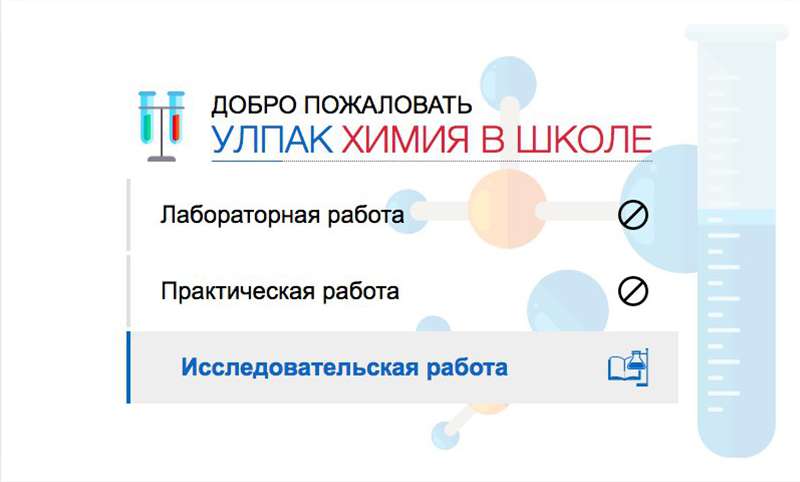 ДОБРО ПОЖАЛОВАТЬ
УЛПАК ХИМИЯ В ШКОЛЕ
Лабораторная работа
Практическая работа
Исследовательская работа